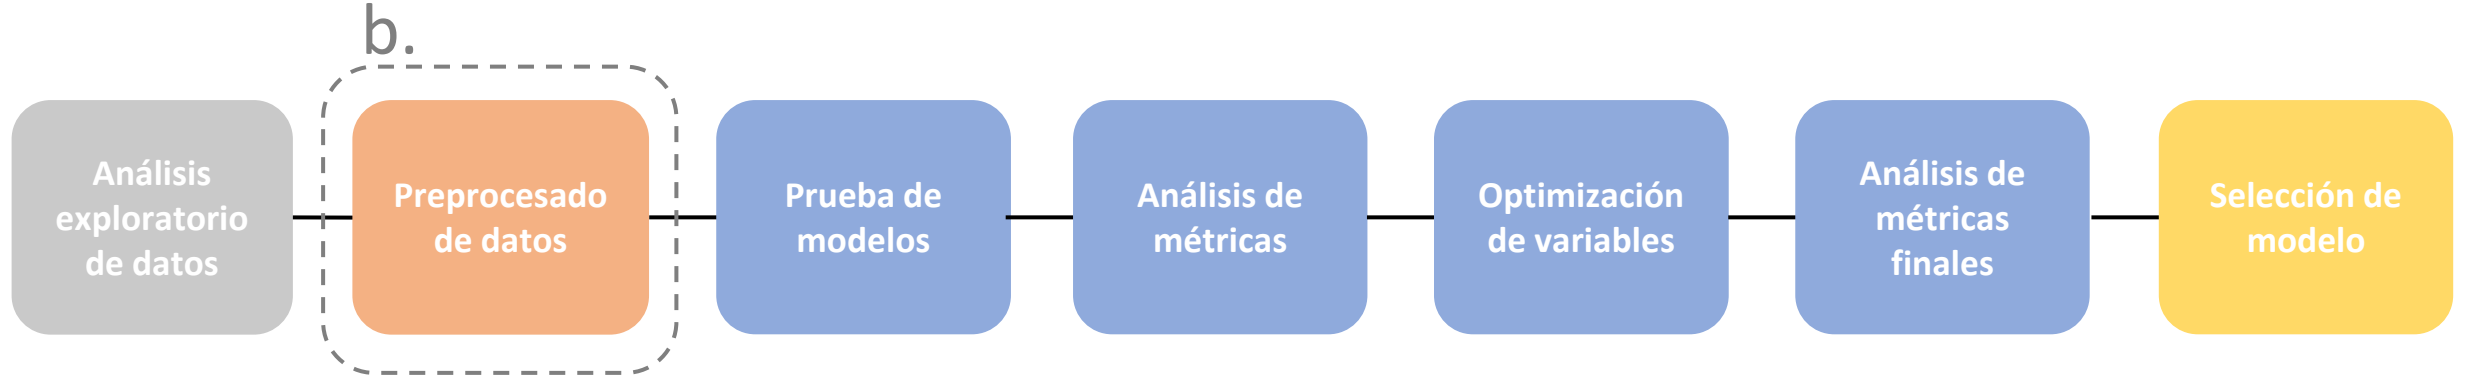 b.
Análisis
exploratorio
de datos
Preprocesado
de datos
Prueba de
modelos
Análisis de
métricas
Optimización
de variables
Análisis de
métricas
finales
Selección de
modelo